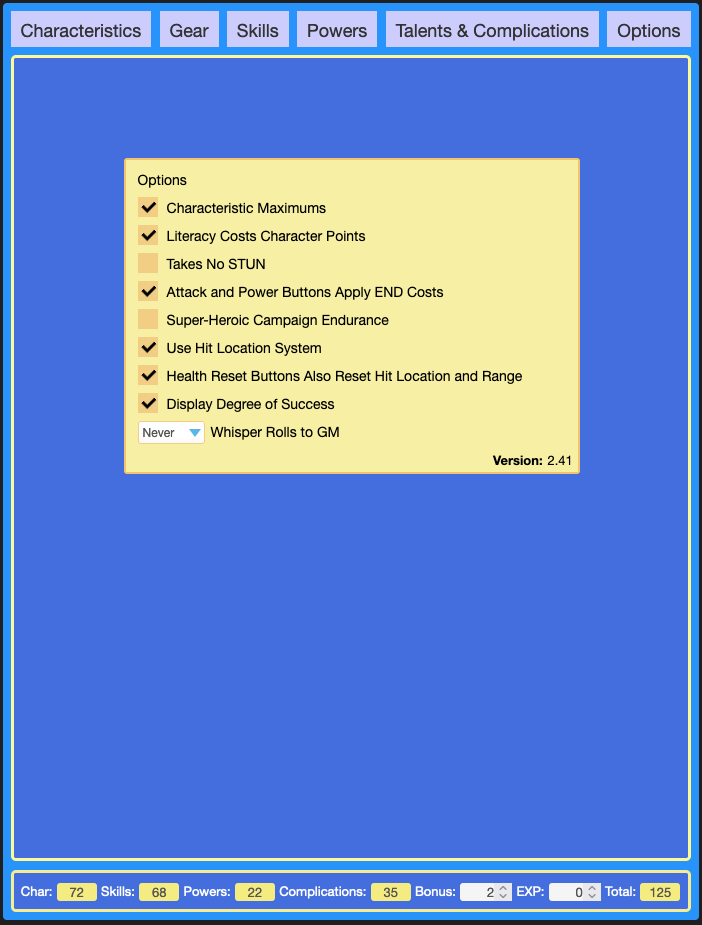 Characteristics Gear Skills Powers Talents & Complications Options
Options
Characteristic Maximums
Literacy Costs Character Points
Takes No STUN
Attack and Power Buttons Apply END Costs
Super-Heroic Campaign Endurance
Use Hit Location System
Health Reset Buttons Also Reset Hit Location and Range
Display Degree of Success
Never Whisper Rolls to GM
Version: 2.41
Char: 72 Skills: 68 Powers: 22 Complications: 35 Bonus: 2 EXP: 0 Total: 125